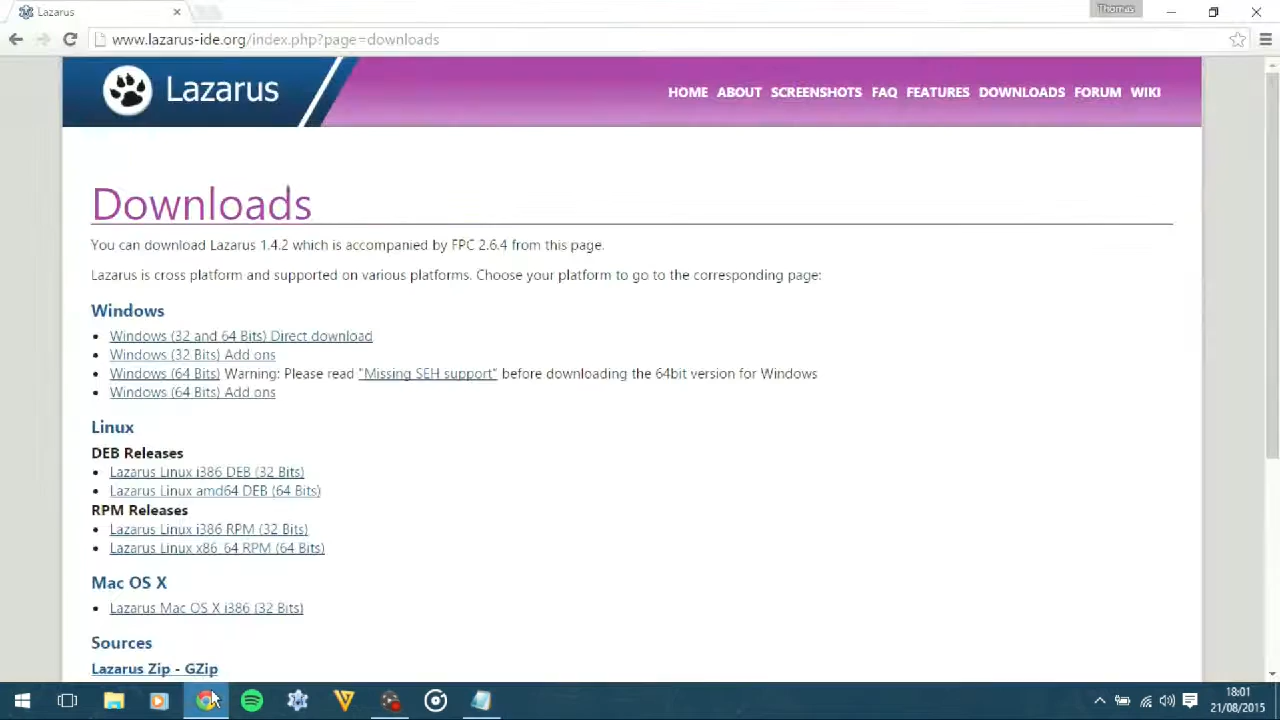 Lazarus
Thomas
www.lazarus-ide.org/index.php?page=downloads
Lazarus
HOME ABOUT SCREENSHOTS FAQ FEATURES DOWNLOADS FORUM WIKI
Downloads
You can download Lazarus 1.4.2 which is accompanied by FPC 2.6.4 from this page.
Lazarus is cross platform and supported on various platforms. Choose your platform to go to the corresponding page:
Windows
Windows (32 and 64 Bits) Direct download
Windows (32 Bits) Add ons
Windows (64 Bits) Warning: Please read "Missing SEH support" before downloading the 64bit version for Windows
Windows (64 Bits) Add ons
Linux
DEB Releases
Lazarus Linux i386 DEB (32 Bits)
Lazarus Linux amd64 DEB (64 Bits)
RPM Releases
Lazarus Linux i386 RPM (32 Bits)
Lazarus Linux x86_64 RPM (64 Bits)
Mac OS X
Lazarus Mac OS X i386 (32 Bits)
Sources
Lazarus Zip - GZip
18:01
21/08/2015